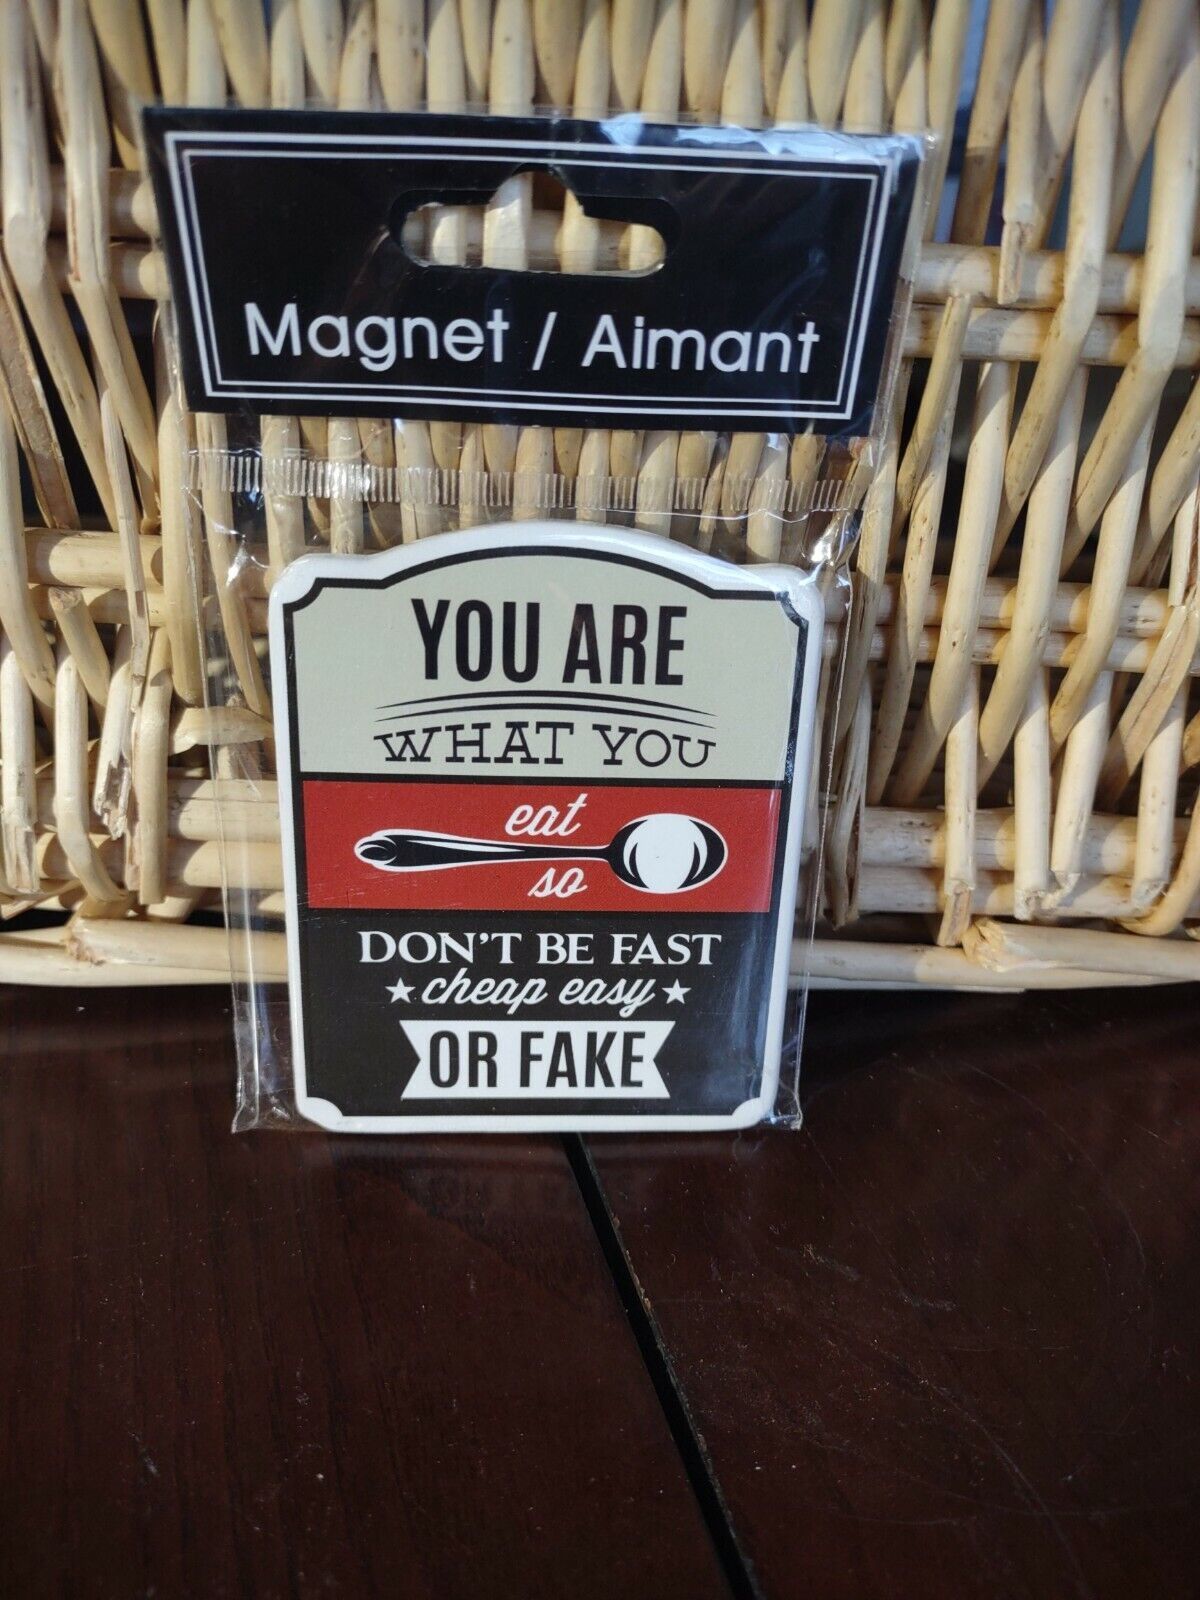 Magnet / Aimant
YOU ARE
WHAT YOU
eat
so
DON'T BE FAST
★ cheap easy ★
OR FAKE